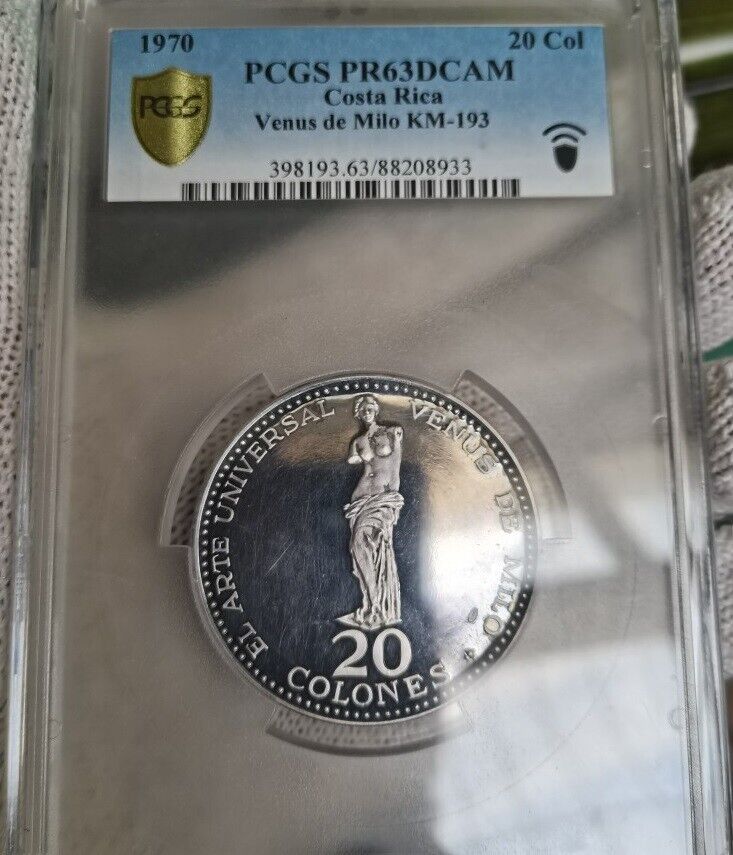 1970
20 Col
PCGS
PCGS PR63DCAM
Costa Rica
Venus de Milo KM-193
398193.63/88208933
EL ARTE UNIVERSAL VENUS DE MILO
20
COLONES